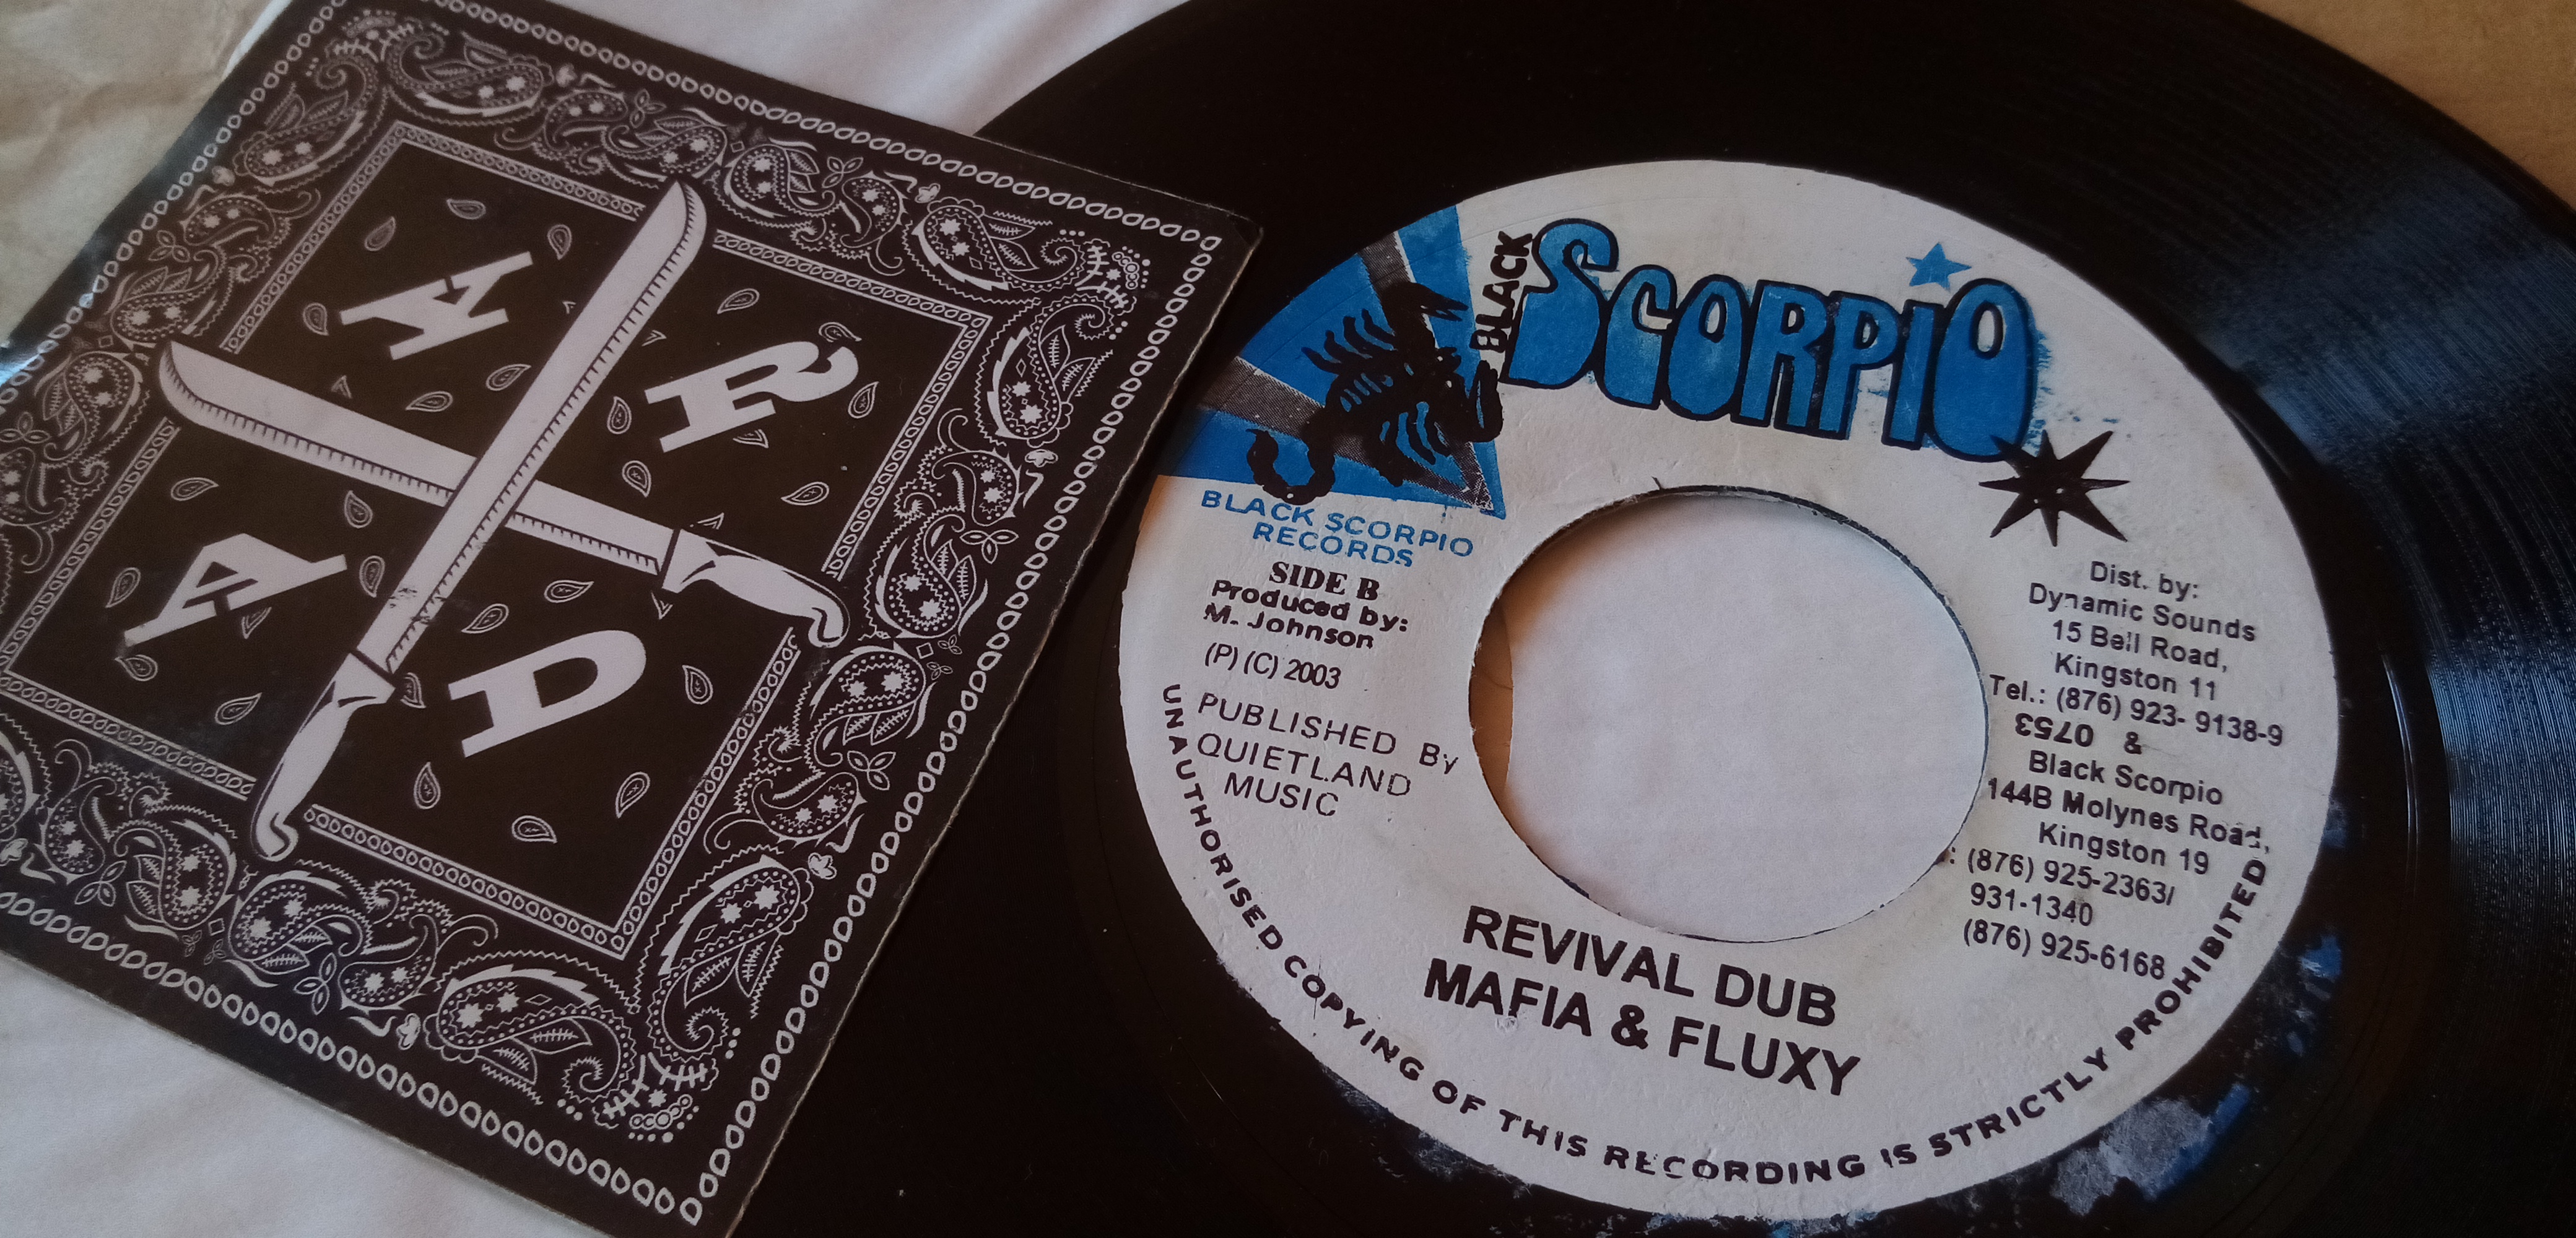 A R
A D
BLACK SCORPIO
BLACK SCORPIO
RECORDS
SIDE B
Produced by:
M. Johnson
(P) (C) 2003
PUBLISHED By
QUIETLAND
MUSIC
Dist. by:
Dynamic Sounds
15 Bell Road,
Kingston 11
Tel.: (876) 923- 9138-9
0753 &
Black Scorpio
144B Molynes Road,
Kingston 19
: (876) 925-2363/
931-1340
(876) 925-6168
REVIVAL DUB
MAFIA & FLUXY
UNAUTHORISED COPYING OF THIS RECORDING IS STRICTLY PROHIBITED